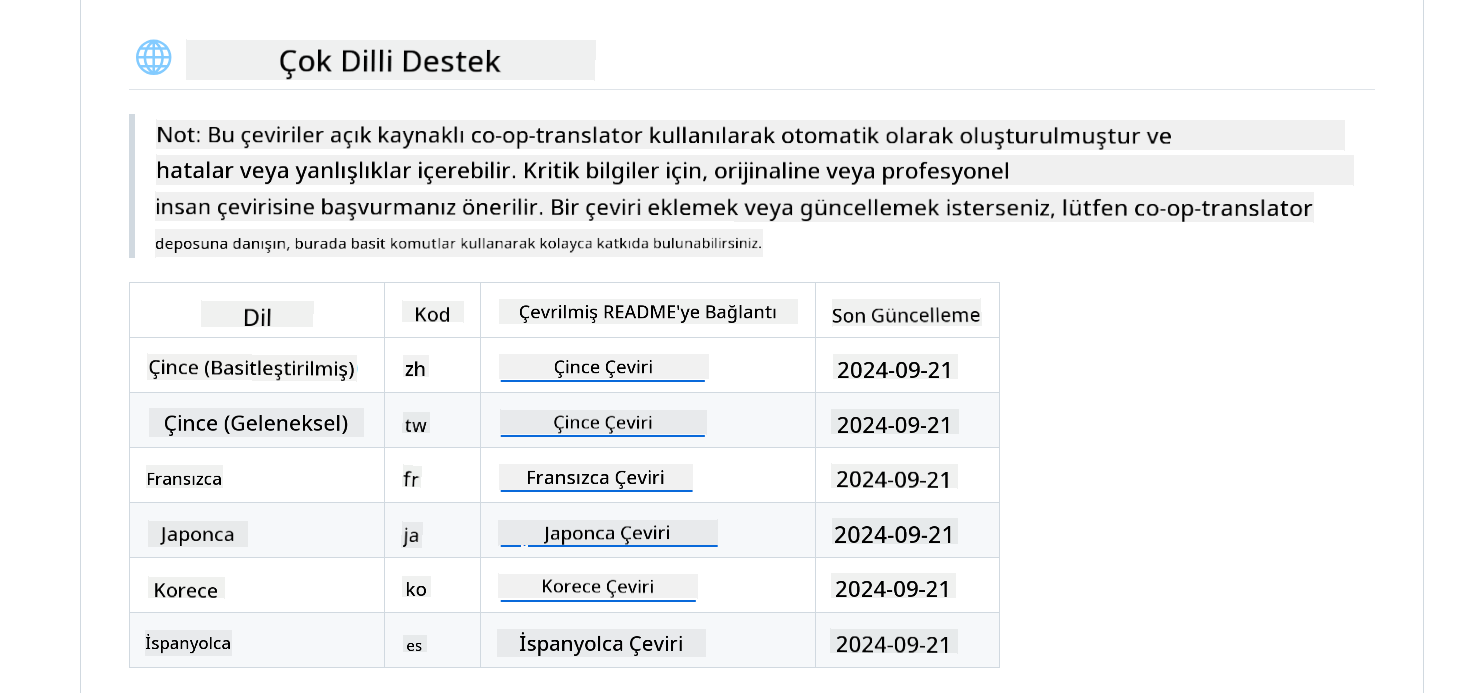 Çok Dilli Destek
Not: Bu çeviriler açık kaynaklı co-op-translator kullanılarak otomatik olarak oluşturulmuştur ve
hatalar veya yanlışlıklar içerebilir. Kritik bilgiler için, orijinaline veya profesyonel
insan çevirisine başvurmanız önerilir. Bir çeviri eklemek veya güncellemek isterseniz, lütfen co-op-translator
deposuna danışın, burada basit komutlar kullanarak kolayca katkıda bulunabilirsiniz.
Dil Kod Çevrilmiş README'ye Bağlantı Son Güncelleme
Çince (Basitleştirilmiş) zh Çince Çeviri 2024-09-21
Çince (Geleneksel) tw Çince Çeviri 2024-09-21
Fransızca fr Fransızca Çeviri 2024-09-21
Japonca ja Japonca Çeviri 2024-09-21
Korece ko Korece Çeviri 2024-09-21
İspanyolca es İspanyolca Çeviri 2024-09-21